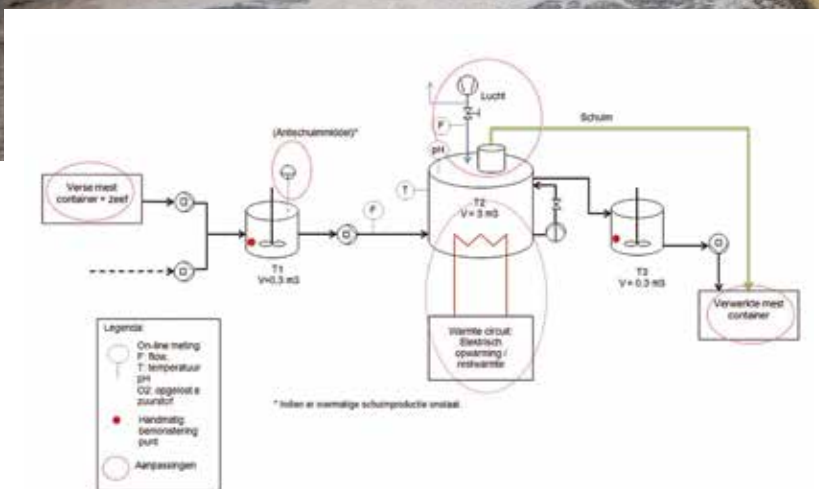 Lucht
F
Schuim
(Antischuimmiddel)*
pH
Verse mest
container + zeef
T
F
T2
V = 3 m3
T1
V=0.3 m3
T3
V = 0.3 m3
Verwerkte mest
container
Warmte circuit:
Elektrisch
opwarming /
restwarmte
Legenda:
On-line meting
F: flow,
T: temperatuur
pH
O2: opgelost
zuurstof
Handmatig
bemonstering
punt
Aanpassingen
* Indien er overmatige schuimproductie ontstaat